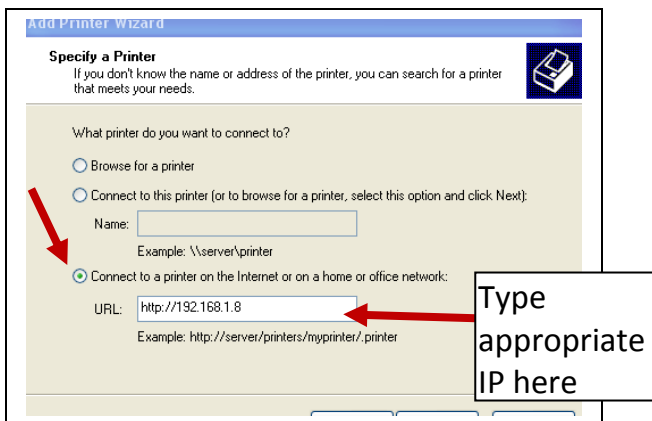 Add Printer Wizard
Specify a Printer
If you don't know the name or address of the printer, you can search for a printer
that meets your needs.
What printer do you want to connect to?
Browse for a printer
Connect to this printer (or to browse for a printer, select this option and click Next):
Name:
Example: \\server\printer
Connect to a printer on the Internet or on a home or office network:
URL: http://192.168.1.8
Example: http://server/printers/myprinter/.printer
Type
appropriate
IP here